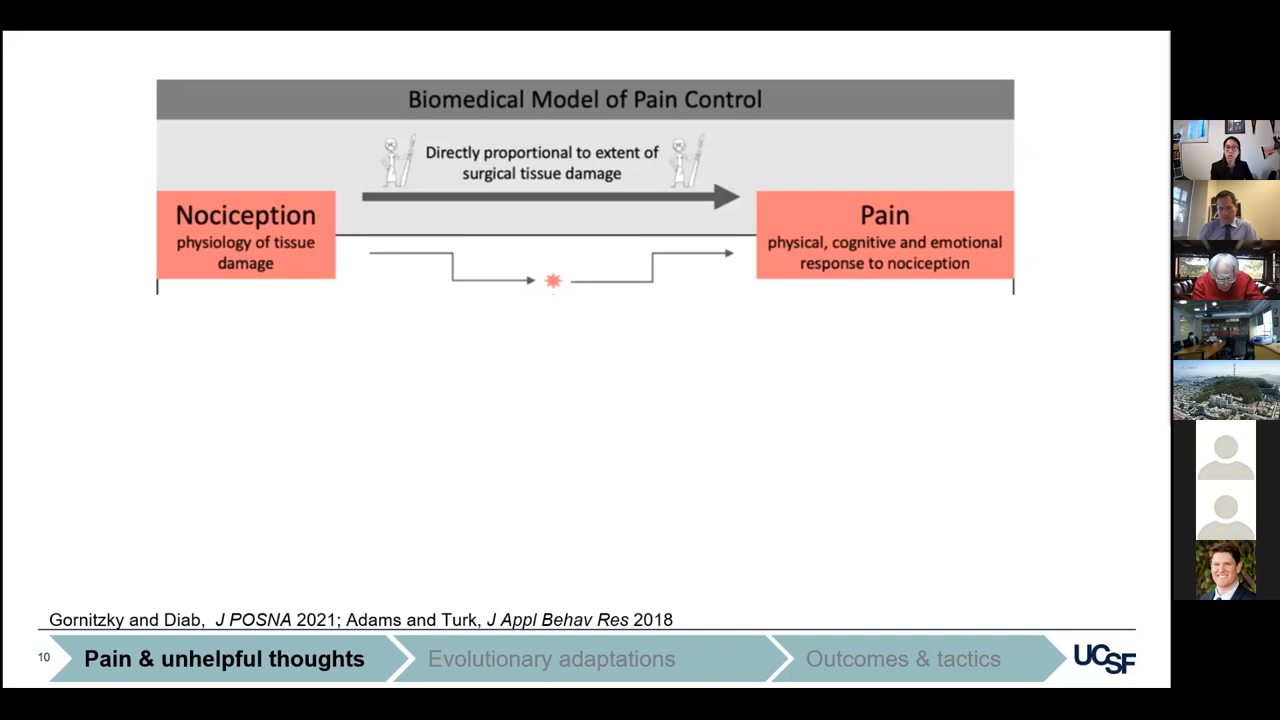 Biomedical Model of Pain Control
Directly proportional to extent of
surgical tissue damage
Nociception
physiology of tissue
damage
Pain
physical, cognitive and emotional
response to nociception
Gornitzky and Diab, J POSNA 2021; Adams and Turk, J Appl Behav Res 2018
10
Pain & unhelpful thoughts
Evolutionary adaptations
Outcomes & tactics
UCSF